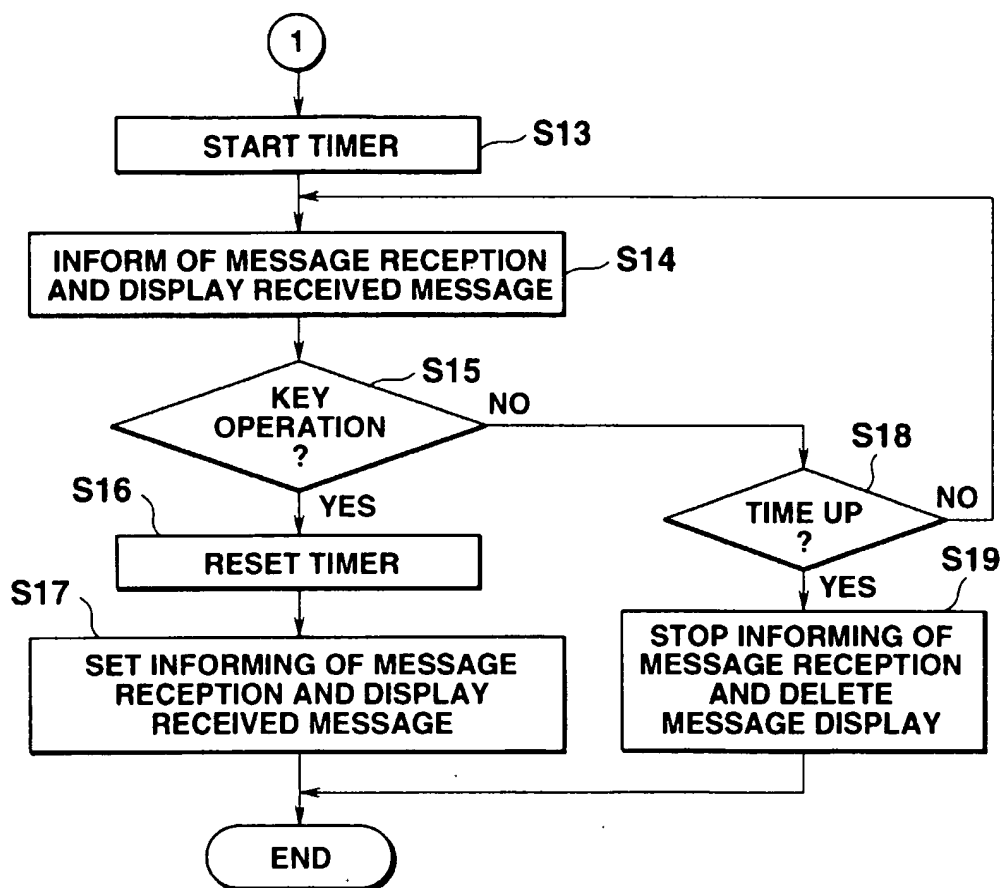 1
START TIMER
S13
INFORM OF MESSAGE RECEPTION
AND DISPLAY RECEIVED MESSAGE
S14
S15
KEY
OPERATION
?
NO
YES
S18
TIME UP
?
NO
YES
S16
RESET TIMER
S17
SET INFORMING OF MESSAGE
RECEPTION AND DISPLAY
RECEIVED MESSAGE
S19
STOP INFORMING OF
MESSAGE RECEPTION
AND DELETE
MESSAGE DISPLAY
END